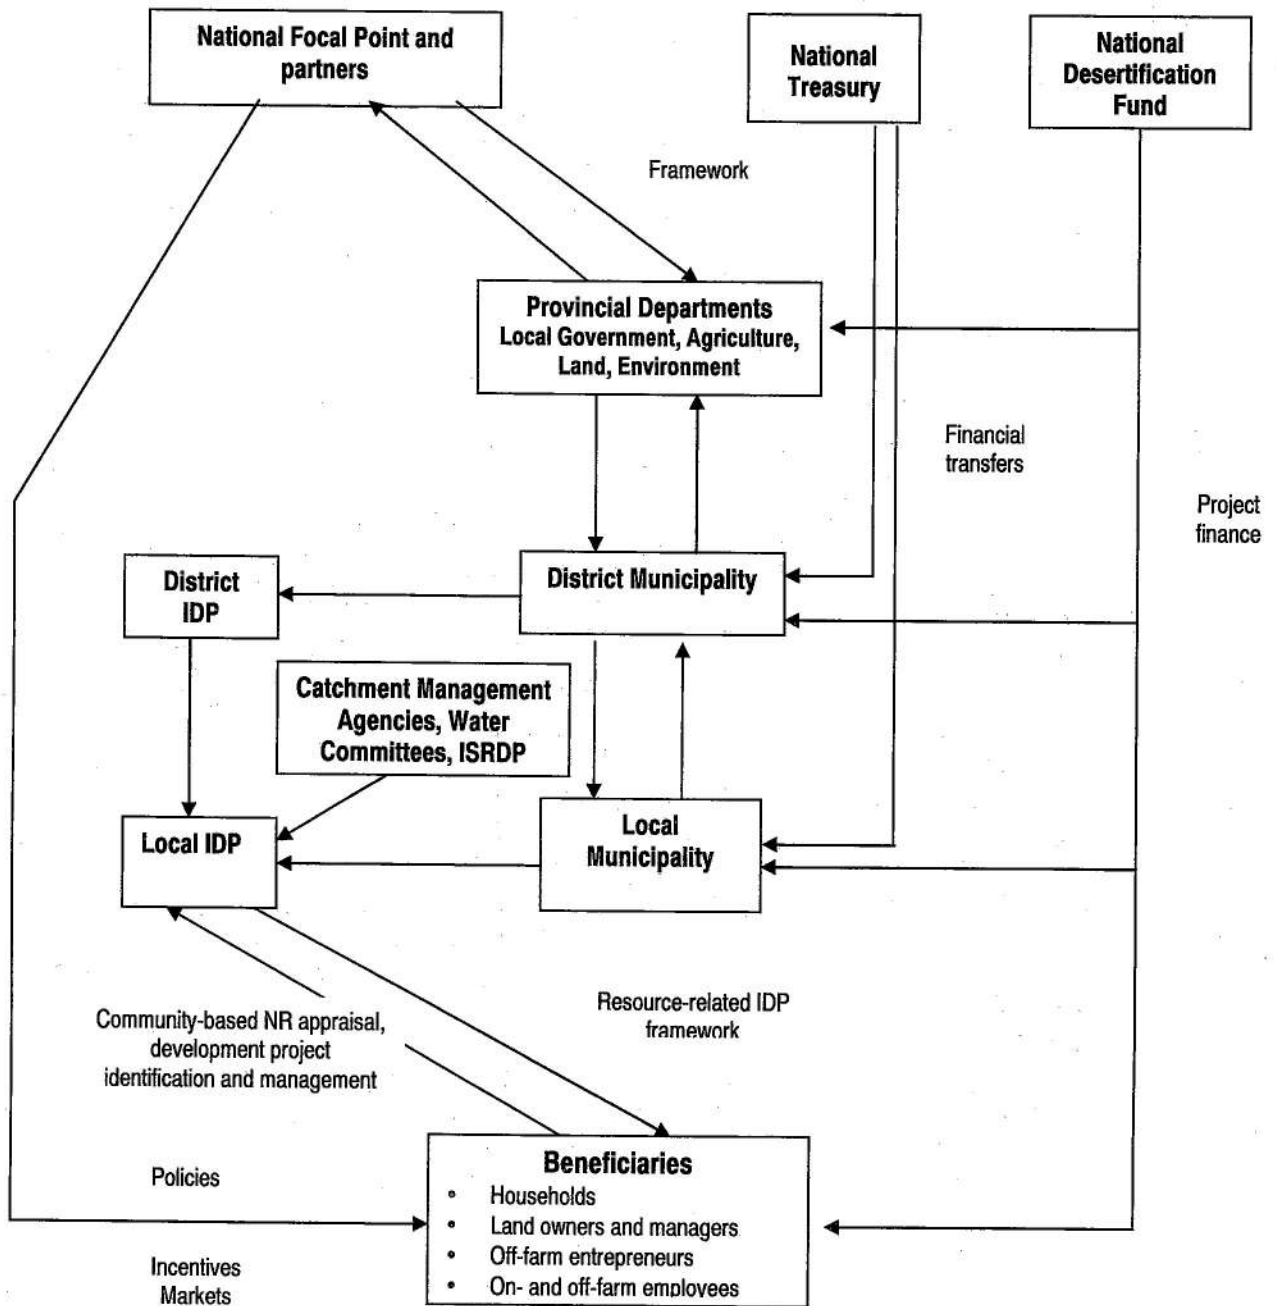 National Focal Point and
partners
National
Treasury
National
Desertification
Fund
Framework
Provincial Departments
Local Government, Agriculture,
Land, Environment
Financial
transfers
Project
finance
District
IDP
District Municipality
Catchment Management
Agencies, Water
Committees, ISRDP
Local IDP
Local
Municipality
Community-based NR appraisal,
development project
identification and management
Resource-related IDP
framework
Policies
Incentives
Markets
Beneficiaries
• Households
• Land owners and managers
• Off-farm entrepreneurs
• On- and off-farm employees